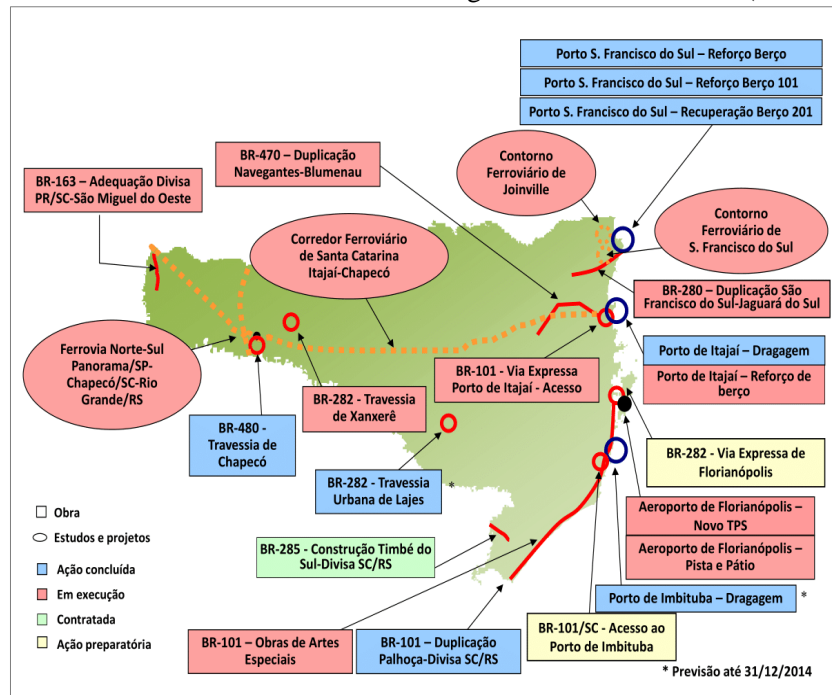 Porto S. Francisco do Sul – Reforço Berço
Porto S. Francisco do Sul – Reforço Berço 101
Porto S. Francisco do Sul – Recuperação Berço 201
BR-470 – Duplicação
Navegantes-Blumenau
Contorno
Ferroviário de
Joinville
BR-163 – Adequação Divisa
PR/SC-São Miguel do Oeste
Corredor Ferroviário
de Santa Catarina
Itajaí-Chapecó
Contorno
Ferroviário de
S. Francisco do Sul
BR-280 – Duplicação São
Francisco do Sul-Jaguará do Sul
Ferrovia Norte-Sul
Panorama/SP-
Chapecó/SC-Rio
Grande/RS
BR-101 - Via Expressa
Porto de Itajaí - Acesso
Porto de Itajaí – Dragagem
Porto de Itajaí – Reforço de
berço
BR-282 - Travessia
de Xanxerê
BR-480 -
Travessia de
Chapecó
BR-282 - Via Expressa de
Florianópolis
BR-282 - Travessia
Urbana de Lajes *
Aeroporto de Florianópolis –
Novo TPS
Aeroporto de Florianópolis –
Pista e Pátio
BR-285 - Construção Timbé do
Sul-Divisa SC/RS
Porto de Imbituba – Dragagem *
BR-101 – Obras de Artes
Especiais
BR-101 – Duplicação
Palhoça-Divisa SC/RS
BR-101/SC - Acesso ao
Porto de Imbituba
Obra
Estudos e projetos
Ação concluída
Em execução
Contratada
Ação preparatória
* Previsão até 31/12/2014